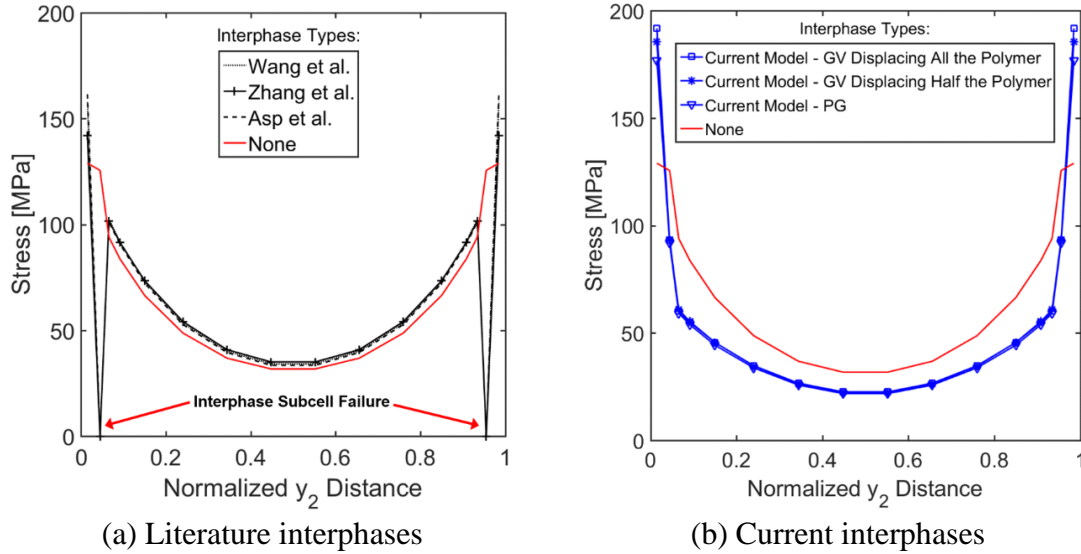 200
150
100
50
0
Stress [MPa]
Interphase Types:
Wang et al.
Zhang et al.
Asp et al.
None
Interphase Subcell Failure
0 0.2 0.4 0.6 0.8 1
Normalized y2 Distance
(a) Literature interphases
200
150
100
50
0
Stress [MPa]
Interphase Types:
Current Model - GV Displacing All the Polymer
Current Model - GV Displacing Half the Polymer
Current Model - PG
None
0 0.2 0.4 0.6 0.8 1
Normalized y2 Distance
(b) Current interphases